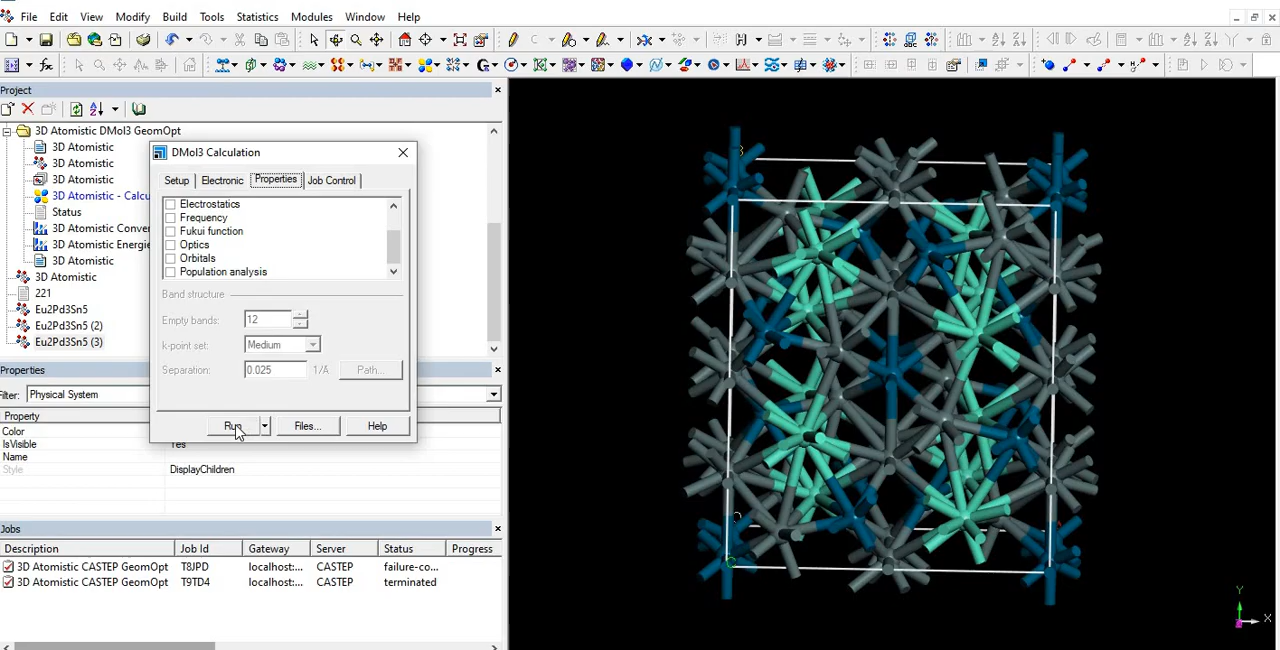 File Edit View Modify Build Tools Statistics Modules Window Help
Project
3D Atomistic DMol3 GeomOpt
3D Atomistic
3D Atomistic
3D Atomistic
3D Atomistic - Calcu
Status
3D Atomistic Conver
3D Atomistic Energie
3D Atomistic
3D Atomistic
221
Eu2Pd3Sn5
Eu2Pd3Sn5 (2)
Eu2Pd3Sn5 (3)
DMol3 Calculation
Setup Electronic Properties Job Control
Electrostatics
Frequency
Fukui function
Optics
Orbitals
Population analysis
Band structure
Empty bands: 12
k-point set: Medium
Separation: 0.025 1/Å Path...
Run Files... Help
Properties
Filter: Physical System
Property
Color
IsVisible Yes
Name
Style DisplayChildren
Jobs
Description Job Id Gateway Server Status Progress
3D Atomistic CASTEP GeomOpt T8JPD localhost:... CASTEP failure-co...
3D Atomistic CASTEP GeomOpt T9TD4 localhost:... CASTEP terminated
Y
X